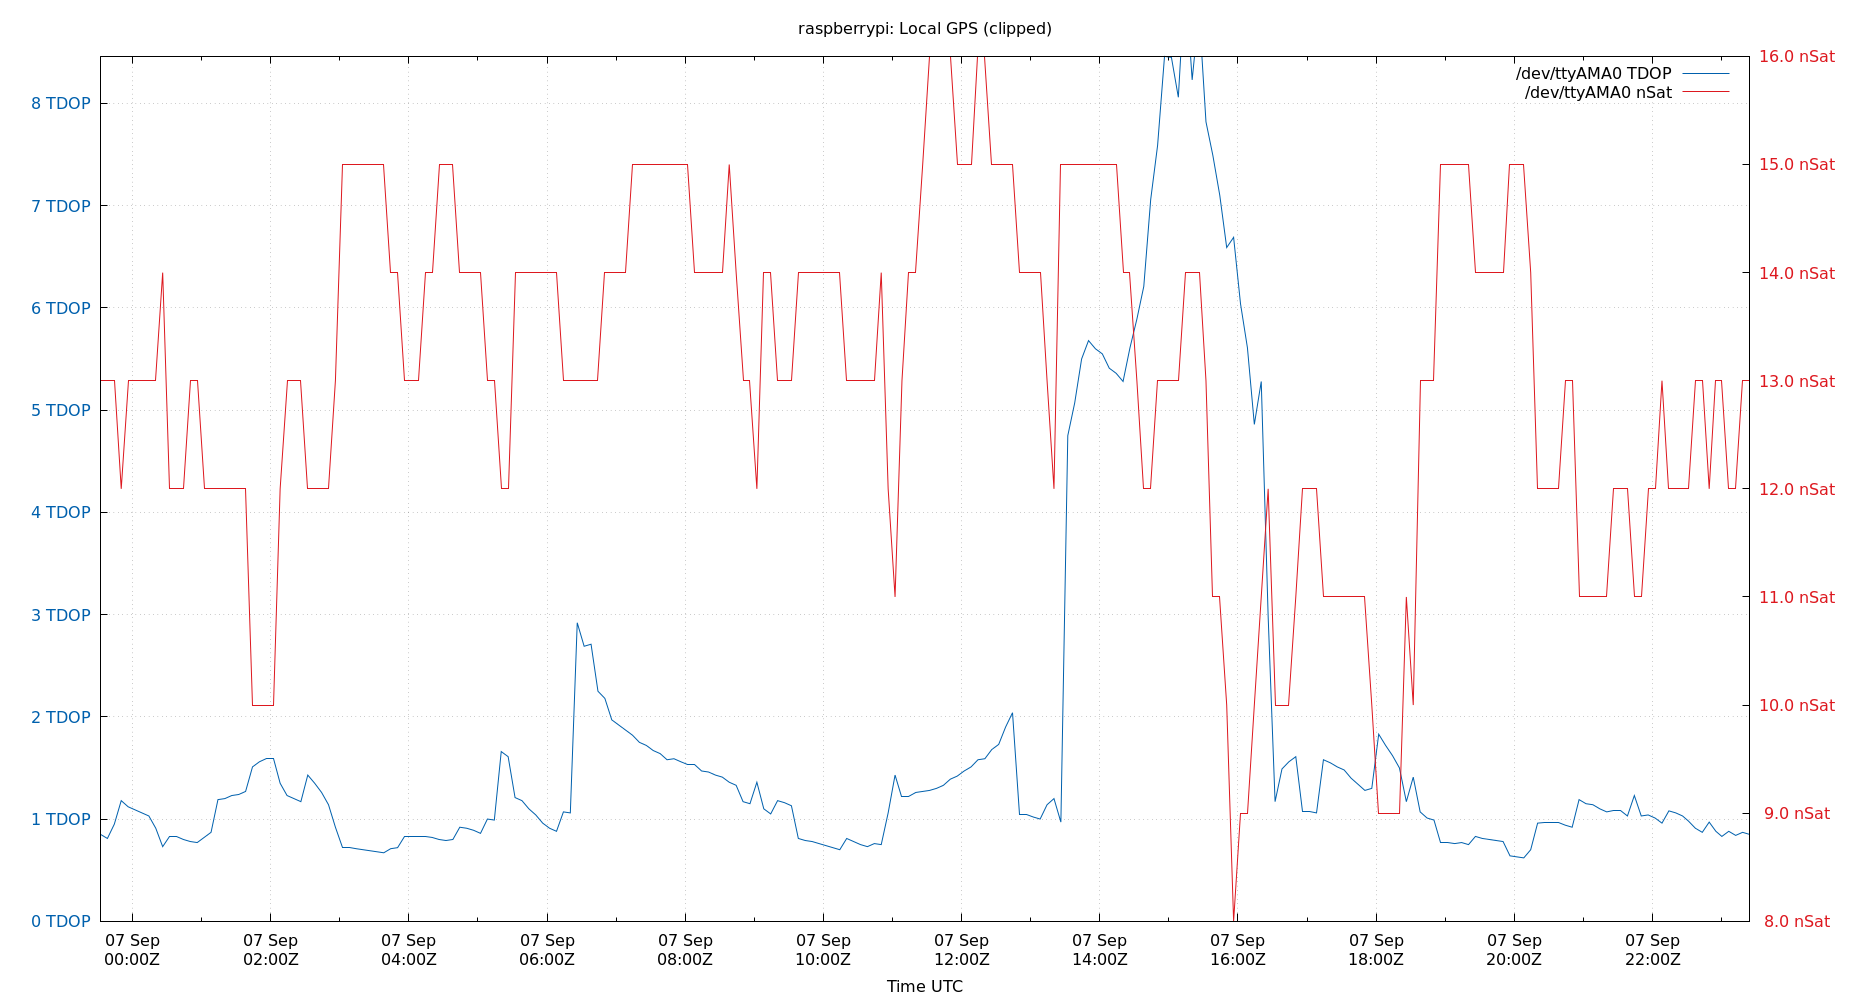 raspberrypi: Local GPS (clipped)
/dev/ttyAMA0 TDOP
/dev/ttyAMA0 nSat
8 TDOP
7 TDOP
6 TDOP
5 TDOP
4 TDOP
3 TDOP
2 TDOP
1 TDOP
0 TDOP
16.0 nSat
15.0 nSat
14.0 nSat
13.0 nSat
12.0 nSat
11.0 nSat
10.0 nSat
9.0 nSat
8.0 nSat
07 Sep 07 Sep 07 Sep 07 Sep 07 Sep 07 Sep 07 Sep 07 Sep 07 Sep 07 Sep 07 Sep 07 Sep
00:00Z 02:00Z 04:00Z 06:00Z 08:00Z 10:00Z 12:00Z 14:00Z 16:00Z 18:00Z 20:00Z 22:00Z
Time UTC